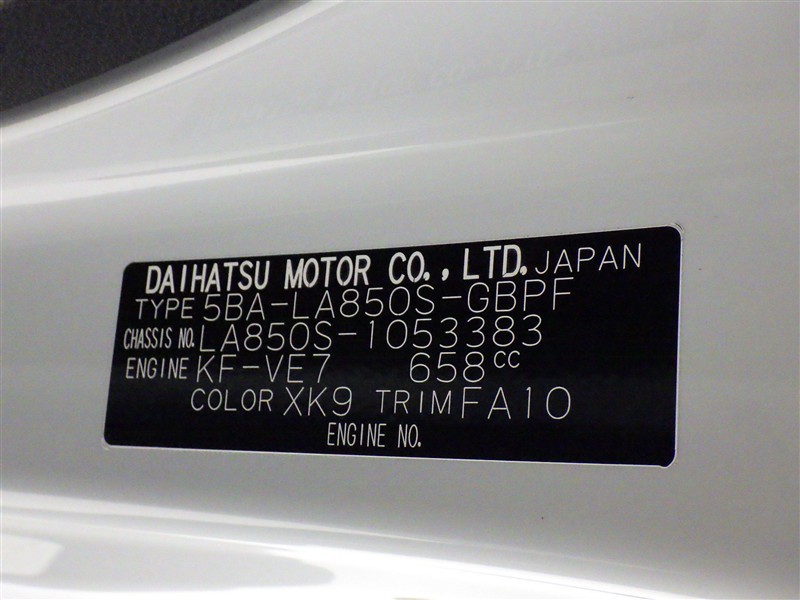 DAIHATSU MOTOR CO., LTD. JAPAN
TYPE 5BA-LA850S-GBPF
CHASSIS NO. LA850S-1053383
ENGINE KF-VE7 658cc
COLOR XK9 TRIM FA10
ENGINE NO.